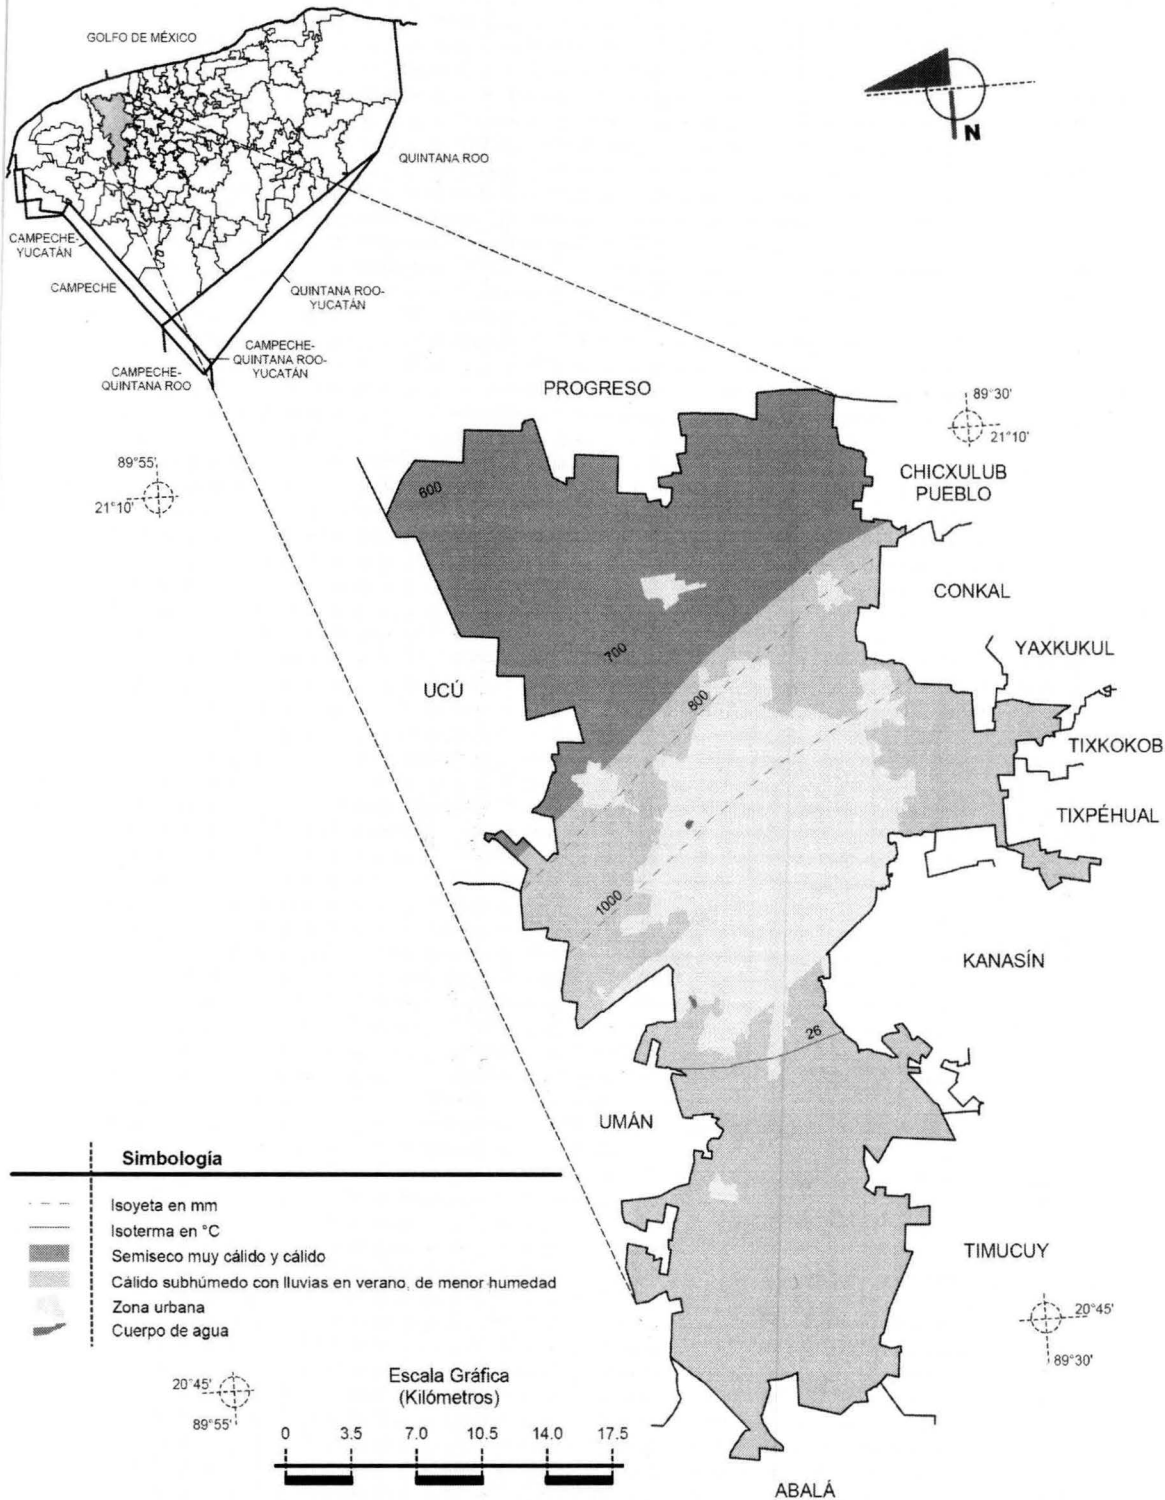 GOLFO DE MÉXICO
N
QUINTANA ROO
CAMPECHE-
YUCATÁN
CAMPECHE
QUINTANA ROO-
YUCATÁN
CAMPECHE-
QUINTANA ROO-
YUCATÁN
CAMPECHE-
QUINTANA ROO
PROGRESO
89°30'
21°10'
89°55'
21°10'
CHICXULUB
PUEBLO
600
CONKAL
YAXKUKUL
700
UCÚ
800
TIXKOKOB
TIXPÉHUAL
1000
KANASÍN
26
UMÁN
Simbología
Isoyeta en mm
Isoterma en °C
Semiseco muy cálido y cálido
Cálido subhúmedo con lluvias en verano, de menor humedad
Zona urbana
Cuerpo de agua
TIMUCUY
20°45'
89°30'
20°45'
89°55'
Escala Gráfica
(Kilómetros)
0 3.5 7.0 10.5 14.0 17.5
ABALÁ